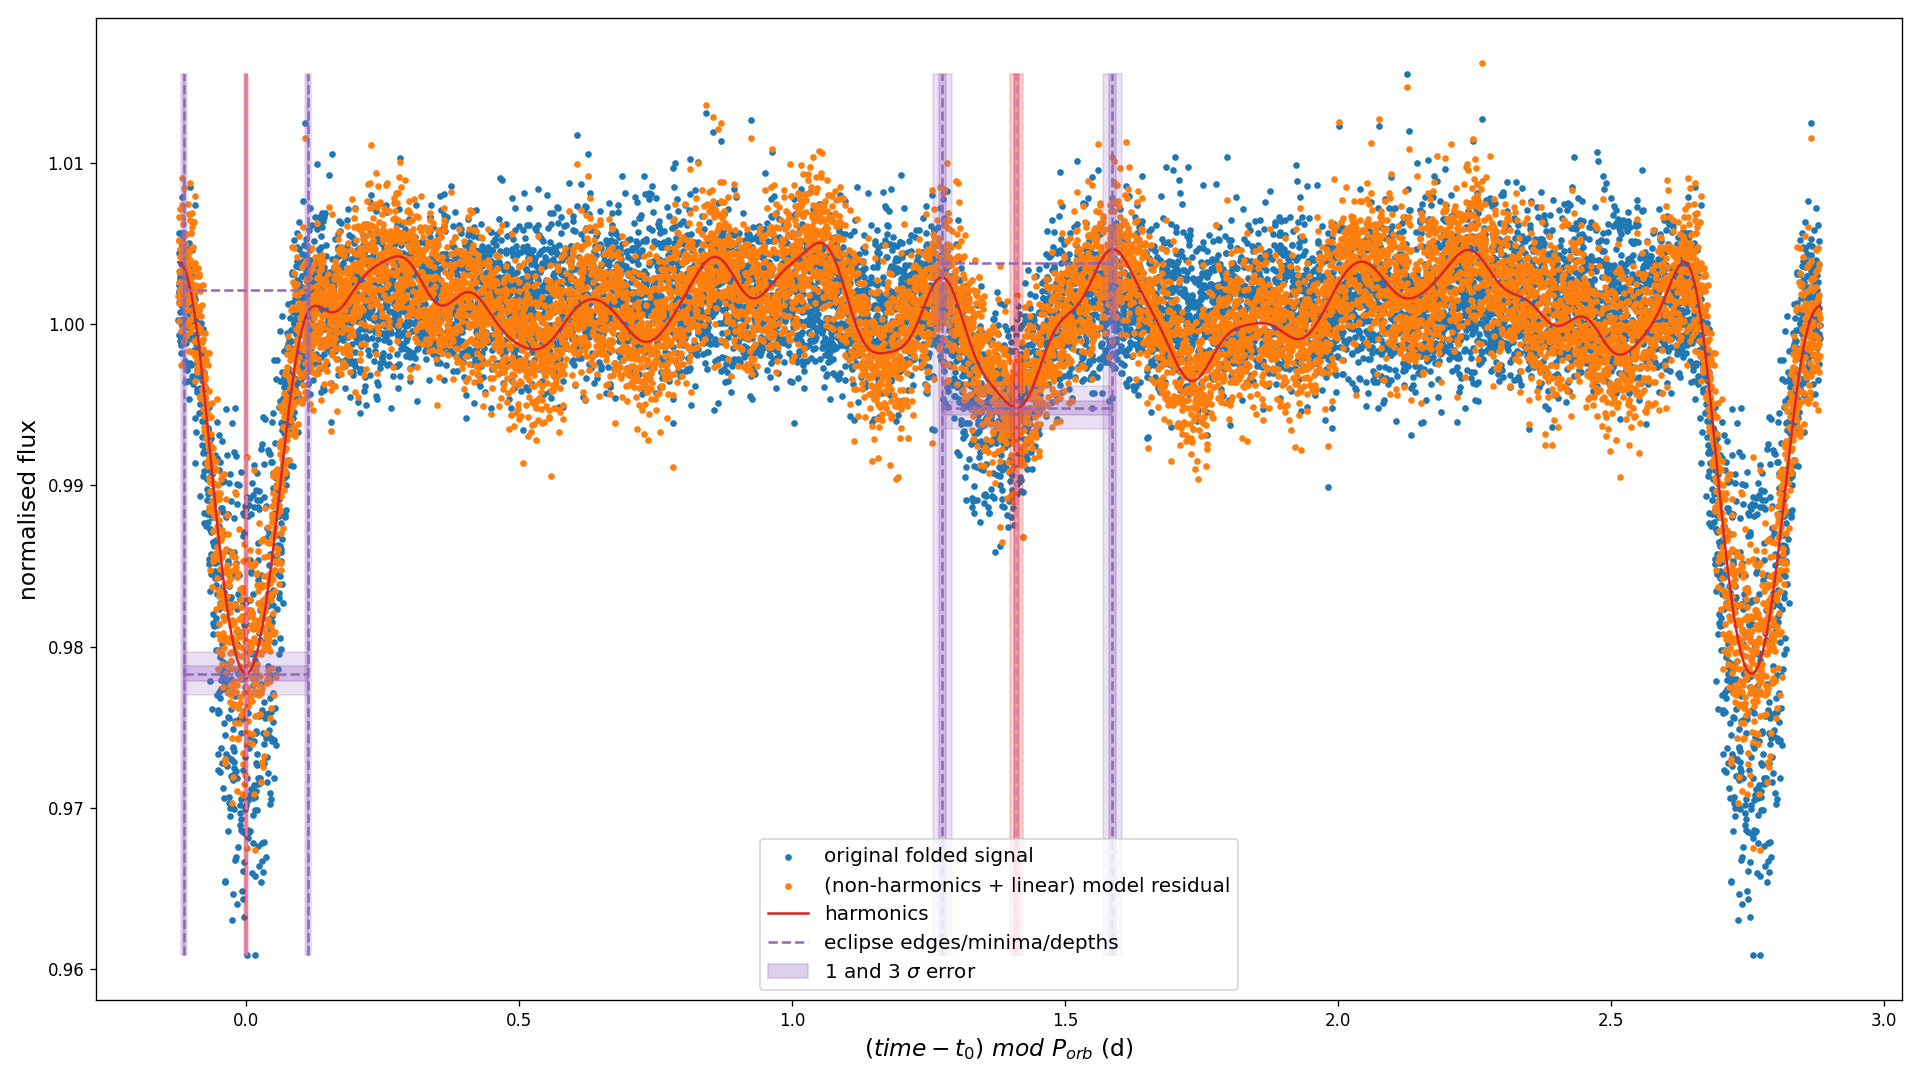 normalised flux
1.01
1.00
0.99
0.98
0.97
0.96
original folded signal
(non-harmonics + linear) model residual
harmonics
eclipse edges/minima/depths
1 and 3 σ error
0.0 0.5 1.0 1.5 2.0 2.5 3.0
(time − t₀) mod Pₒᵣb (d)